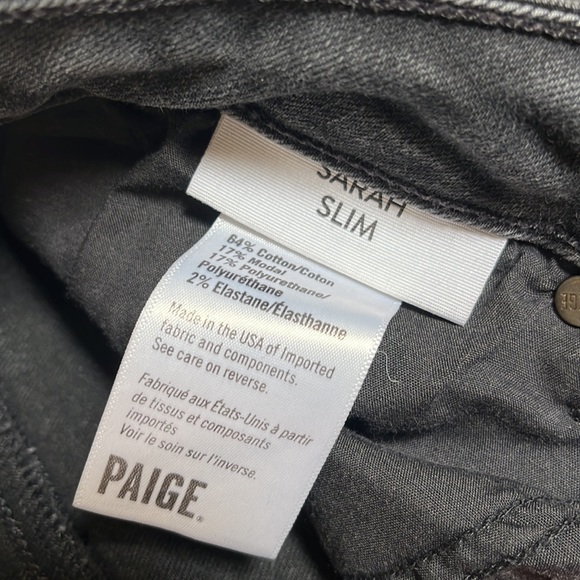 SARAH
SLIM
64% Cotton/Coton
17% Modal
17% Polyurethane/
Polyuréthane
2% Elastane/Élasthanne
Made in the USA of Imported
fabric and components.
See care on reverse.
Fabriqué aux États-Unis à partir
de tissus et composants
importés
Voir le soin sur l'inverse.
PAIGE